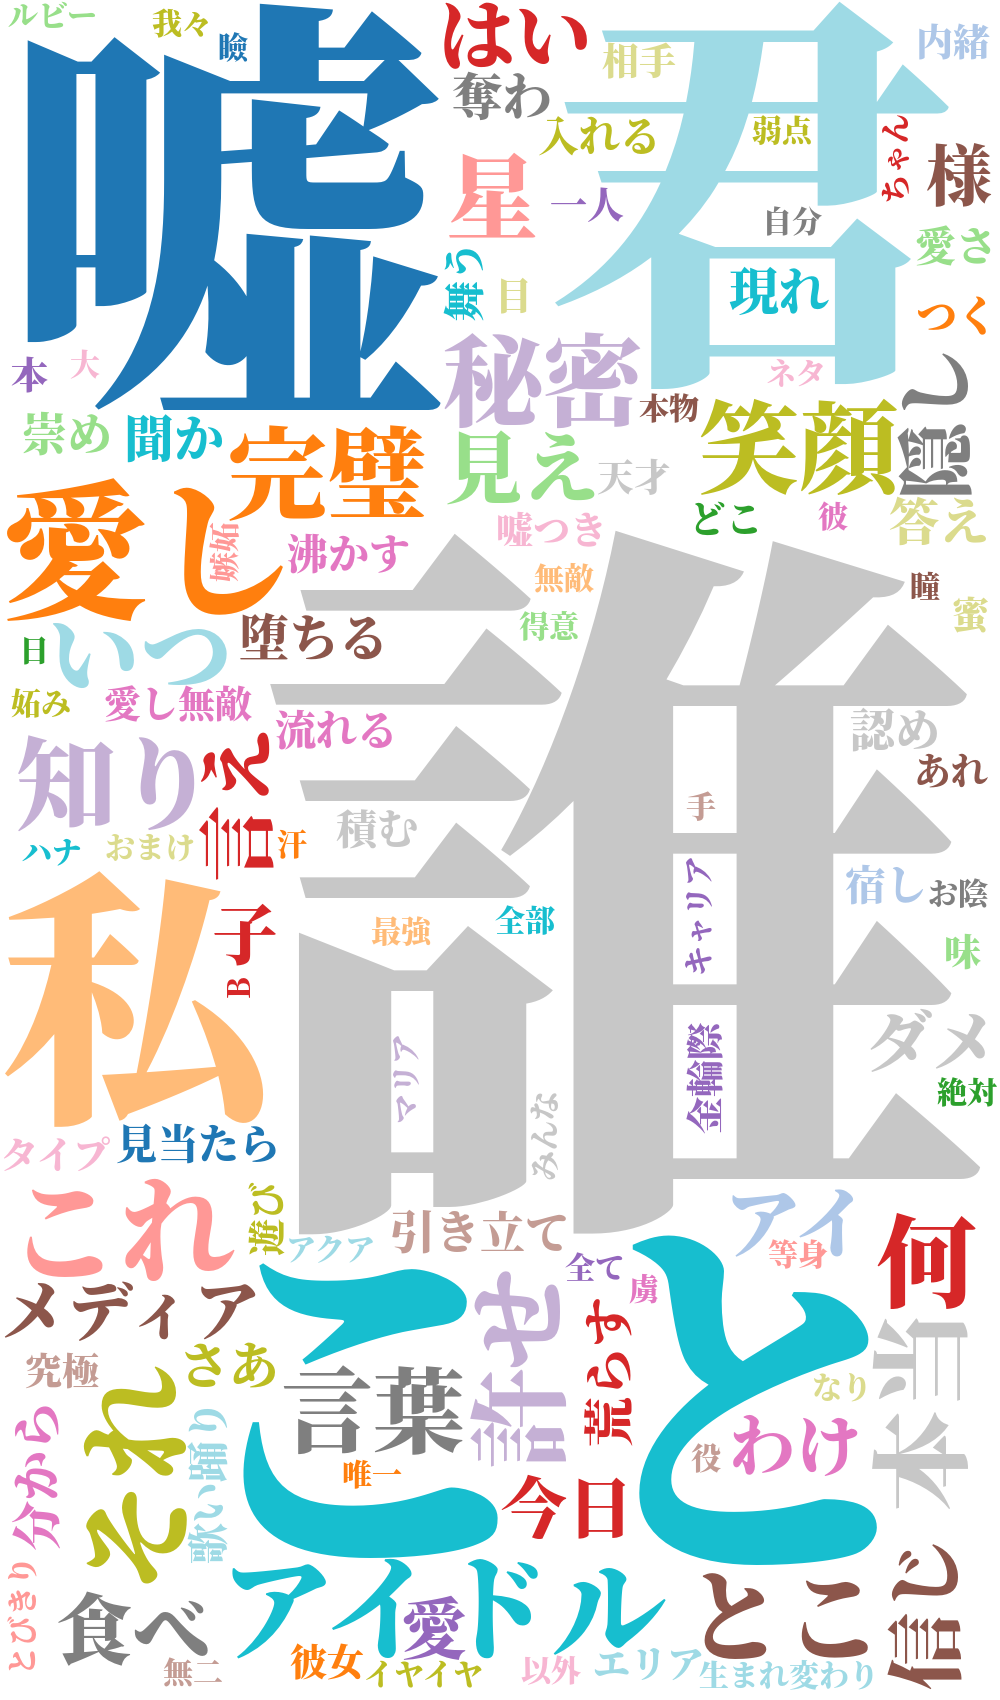 ルビー
我々
瞼
嘘
はい
君
相手
内緒
奪わ
入れる
弱点
ちゃん
様
星
一人
自分
愛さ
舞う
目
現れ
つく
本
大
秘密
ネタ
隠し
崇め
聞か
完璧
見え
本物
笑顔
天才
答え
愛し
嫉妬
沸かす
嘘つき
どこ
彼
無敵
瞳
蜜
得意
日
いつ
堕ちる
誰
妬み
愛し無敵
流れる
認め
知り
言え
あれ
手
積む
ハナ
おまけ
汗
宿し
お陰
キャリア
私
子
B
最強
全部
味
ダメ
マリア
金輪際
絶対
みんな
タイプ
見当たら
これ
遊び
引き立て
アイ
何
アクア
等身
全て
虜
こと
メディア
許せ
荒らす
究極
さあ
それ
言葉
本当
なり
分から
歌い踊り
唯一
役
わけ
今日
信じ
とびきり
食べ
アイドル
愛
とこ
無二
彼女
イヤイヤ
以外
エリア
生まれ変わり